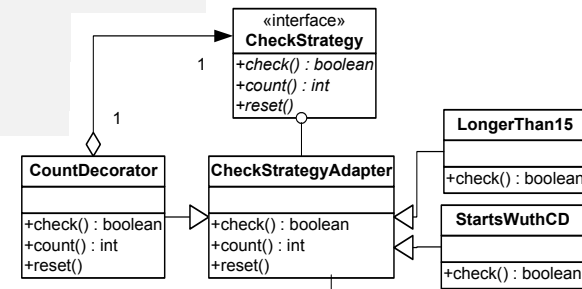 «interface»
CheckStrategy
+check() : boolean
+count() : int
+reset()
1
1
CountDecorator
+check() : boolean
+count() : int
+reset()
CheckStrategyAdapter
+check() : boolean
+count() : int
+reset()
LongerThan15
+check() : boolean
StartsWuthCD
+check() : boolean